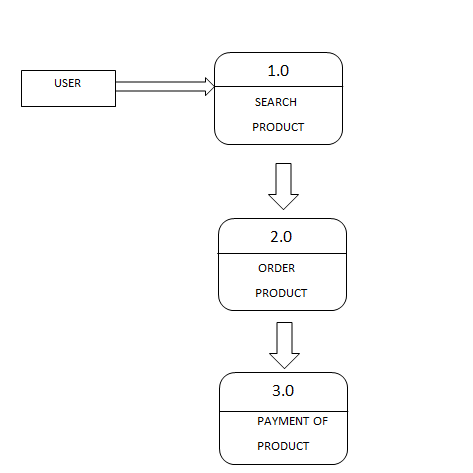 USER
1.0
SEARCH
PRODUCT
2.0
ORDER
PRODUCT
3.0
PAYMENT OF
PRODUCT